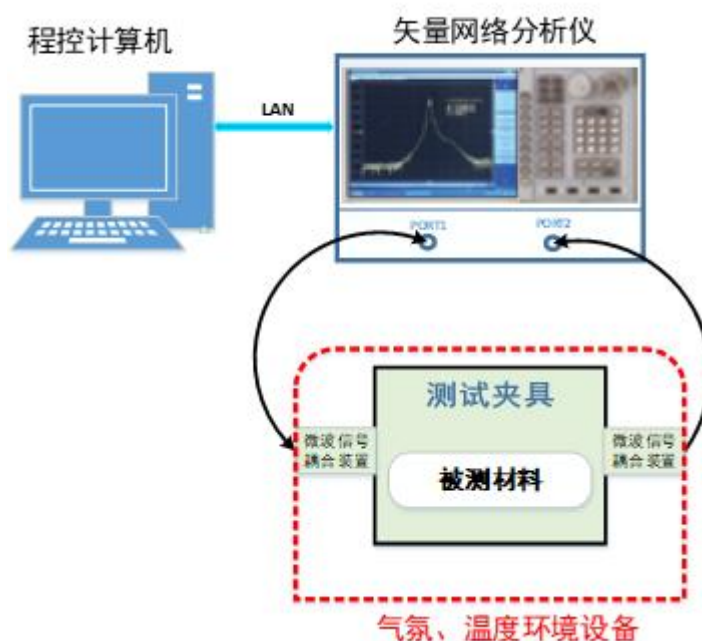 程控计算机
矢量网络分析仪
LAN
PORT1
PORT2
测试夹具
微波信号
耦合装置
被测材料
微波信号
耦合装置
气氛、温度环境设备